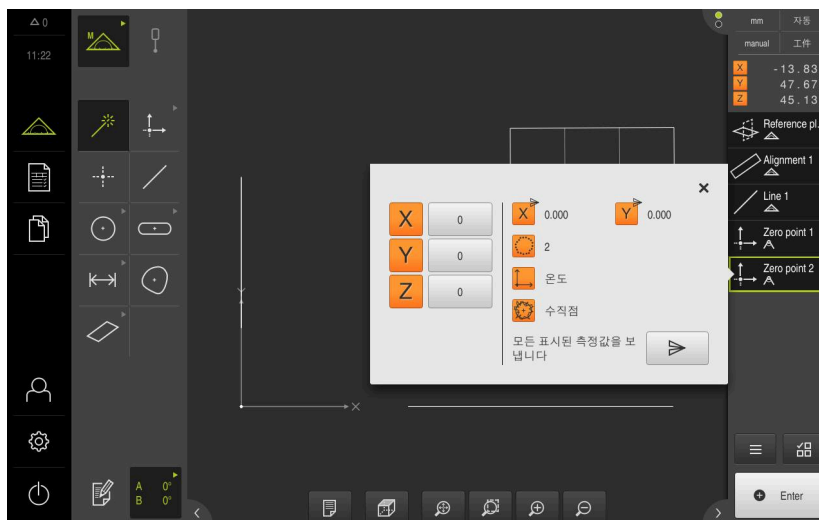 0
11:22
M
A 0°
B 0°
Y
X
X 0
Y 0
Z 0
X 0.000 Y 0.000
2
온도
수직점
모든 표시된 측정값을 보
냅니다
mm 자동
manual 工件
X -13.83
Y 47.67
Z 45.13
Reference pl.
Alignment 1
Line 1
Zero point 1
Zero point 2
Enter